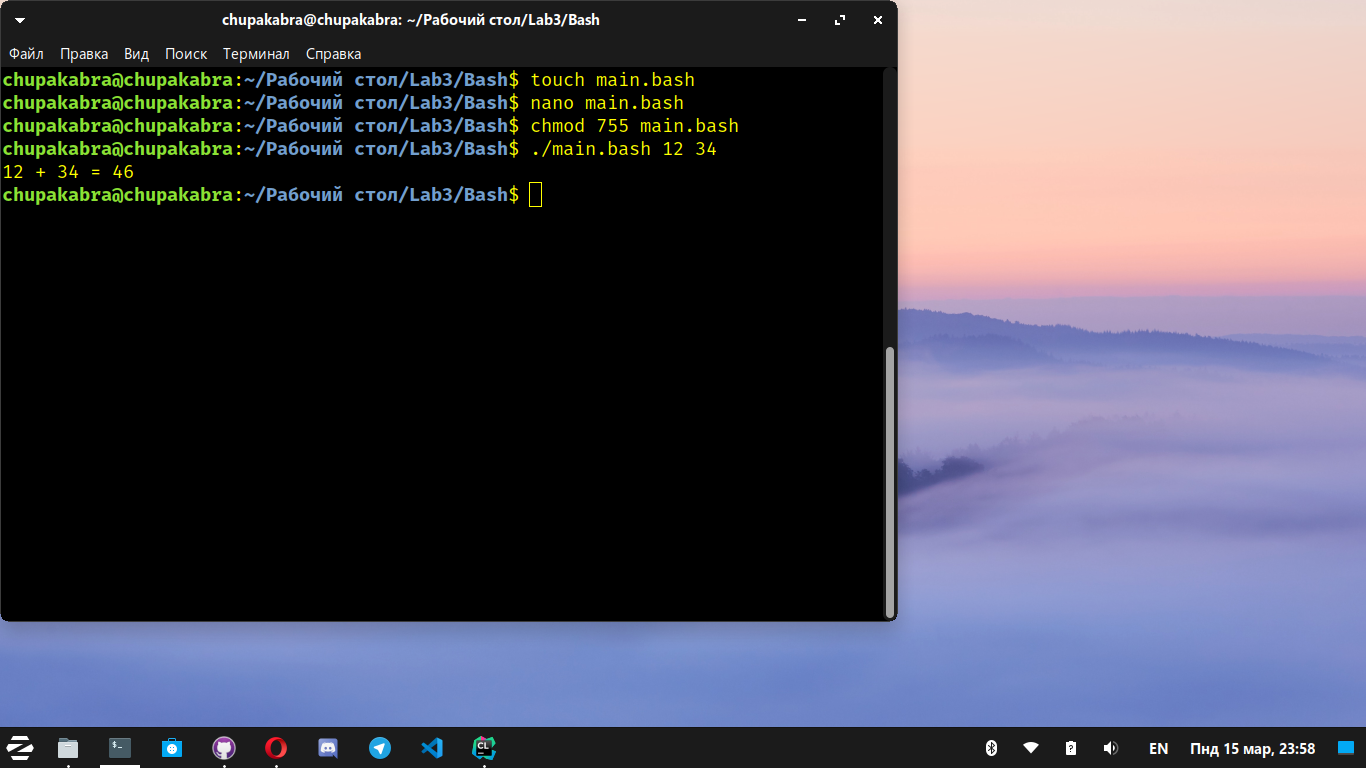 chupakabra@chupakabra: ~/Рабочий стол/Lab3/Bash
Файл Правка Вид Поиск Терминал Справка
chupakabra@chupakabra:~/Рабочий стол/Lab3/Bash$ touch main.bash
chupakabra@chupakabra:~/Рабочий стол/Lab3/Bash$ nano main.bash
chupakabra@chupakabra:~/Рабочий стол/Lab3/Bash$ chmod 755 main.bash
chupakabra@chupakabra:~/Рабочий стол/Lab3/Bash$ ./main.bash 12 34
12 + 34 = 46
chupakabra@chupakabra:~/Рабочий стол/Lab3/Bash$
$_ CL EN Пнд 15 мар, 23:58